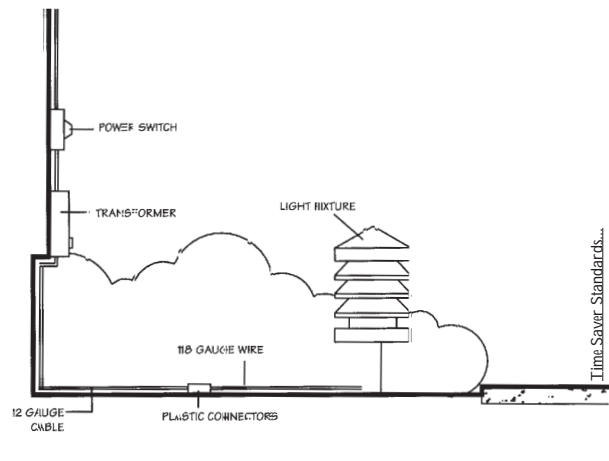 POWER SWITCH
TRANSFORMER
LIGHT FIXTURE
118 GAUGE WIRE
12 GAUGE
CABLE
PLASTIC CONNECTORS
Time Saver Standards...